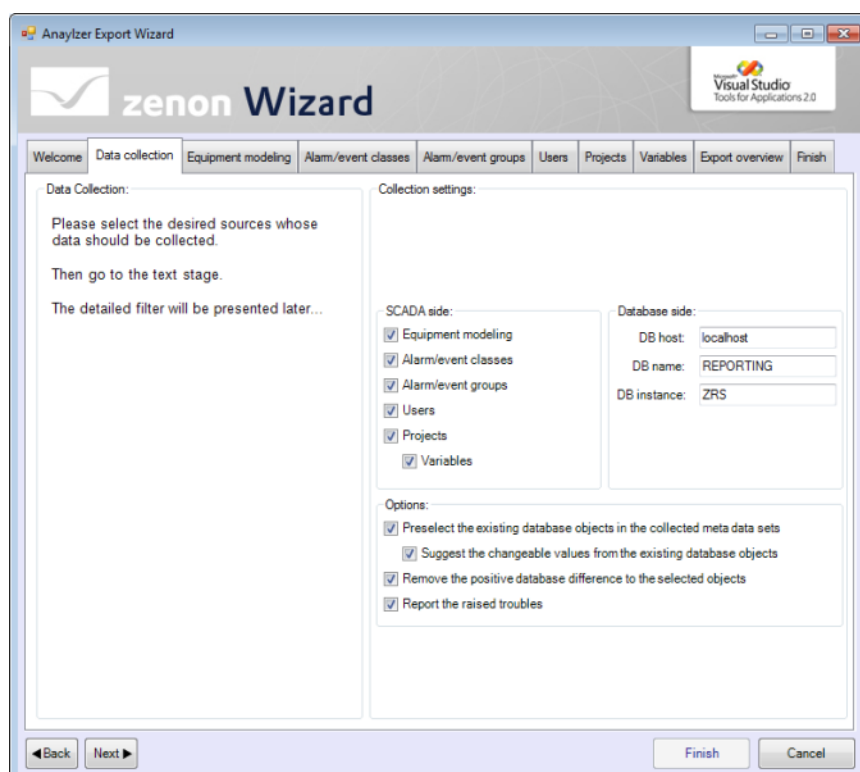 Anaylzer Export Wizard
zenon Wizard
Microsoft
Visual Studio
Tools for Applications 2.0
Welcome Data collection Equipment modeling Alarm/event classes Alarm/event groups Users Projects Variables Export overview Finish
Data Collection:
Please select the desired sources whose
data should be collected.
Then go to the text stage.
The detailed filter will be presented later...
Collection settings:
SCADA side:
Equipment modeling
Alarm/event classes
Alarm/event groups
Users
Projects
Variables
Database side:
DB host: localhost
DB name: REPORTING
DB instance: ZRS
Options:
Preselect the existing database objects in the collected meta data sets
Suggest the changeable values from the existing database objects
Remove the positive database difference to the selected objects
Report the raised troubles
Back Next Finish Cancel